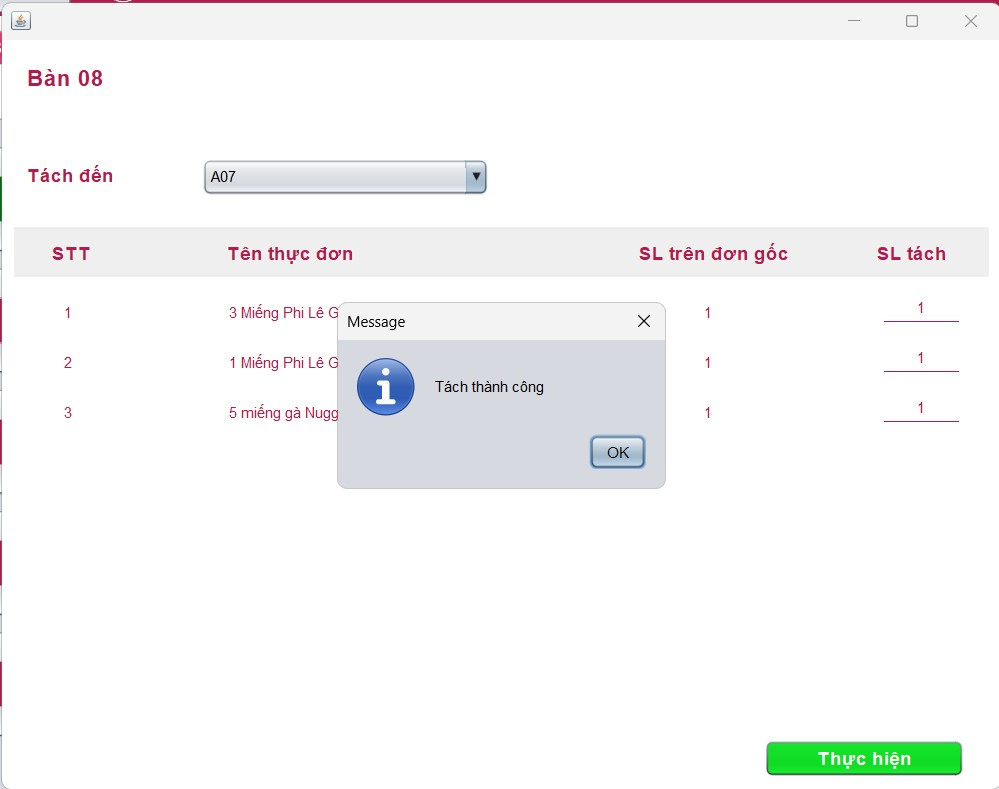 Bàn 08
Tách đến
A07
STT Tên thực đơn SL trên đơn gốc SL tách
1 3 Miếng Phi Lê G 1 1
2 1 Miếng Phi Lê G 1 1
3 5 miếng gà Nugg 1 1
Message
Tách thành công
OK
Thực hiện